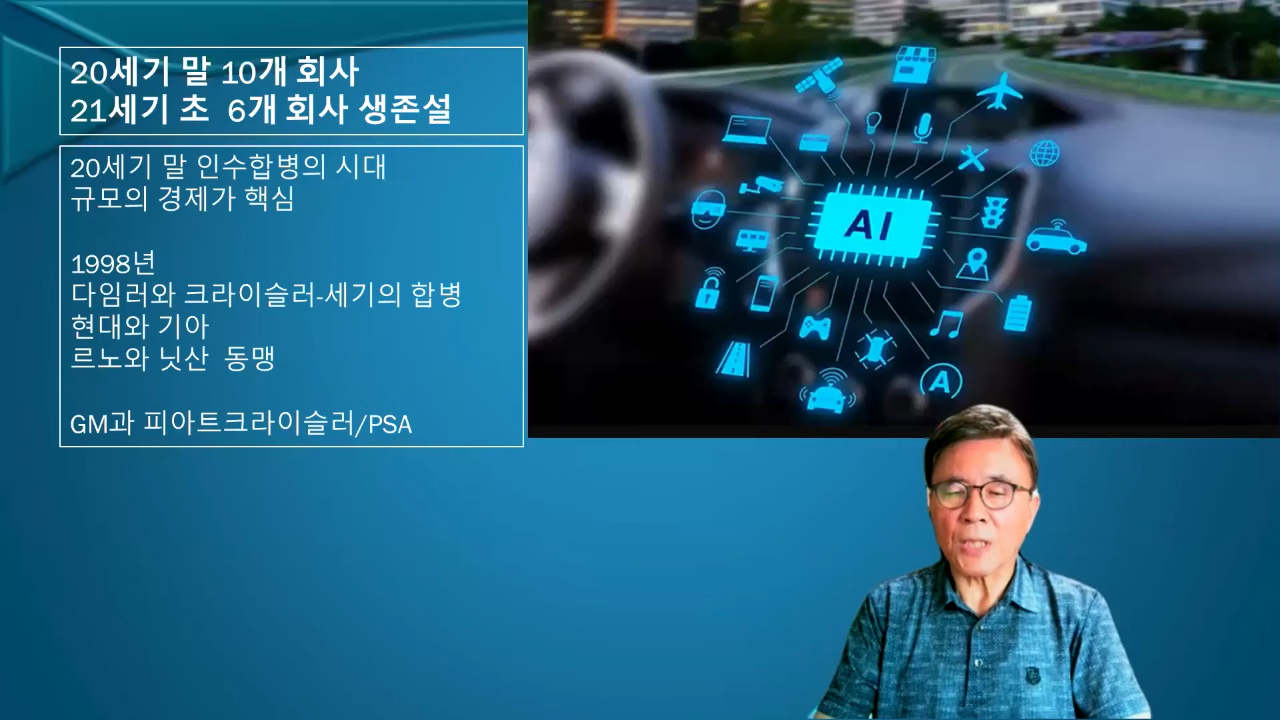 20세기 말 10개 회사
21세기 초 6개 회사 생존설
20세기 말 인수합병의 시대
규모의 경제가 핵심
1998년
다임러와 크라이슬러-세기의 합병
현대와 기아
르노와 닛산 동맹
GM과 피아트크라이슬러/PSA
AI
A